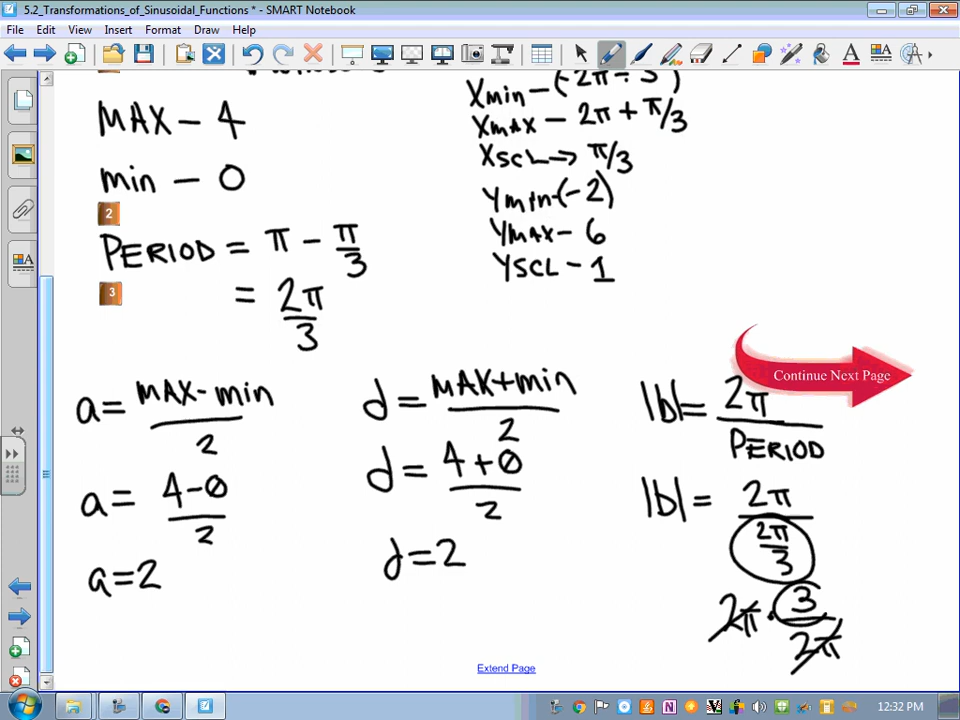 5.2_Transformations_of_Sinusoidal_Functions * - SMART Notebook
File Edit View Insert Format Draw Help
MAX - 4
min - 0
2
PERIOD = π - π/3
3
= 2π/3
Xmin - (-2π - 3)
XMAX - 2π + π/3
XSCL → π/3
Ymin (-2)
YMAX - 6
YSCL - 1
Continue Next Page
a = MAX - min / 2
a = 4 - 0 / 2
a = 2
d = MAX + min / 2
d = 4 + 0 / 2
d = 2
|b| = 2π / PERIOD
|b| = 2π / 2π/3
2π · 3/2π
Extend Page
12:32 PM